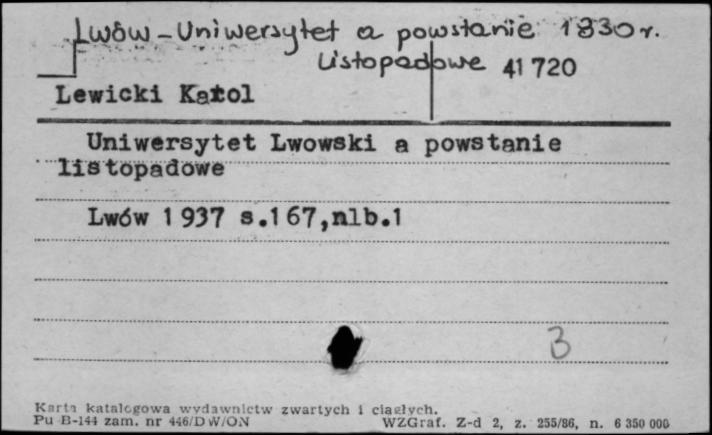 Lwów - Uniwersytet a powstanie 1830 r.
Listopadowe 41 720
Lewicki Katol
Uniwersytet Lwowski a powstanie
listopadowe
Lwów 1937 s.167,nlb.1
3
Karta katalogowa wydawnictw zwartych i ciągłych.
Pu B-144 zam. nr 446/DW/ON WZGraf. Z-d 2, z. 255/86, n. 6 350 000